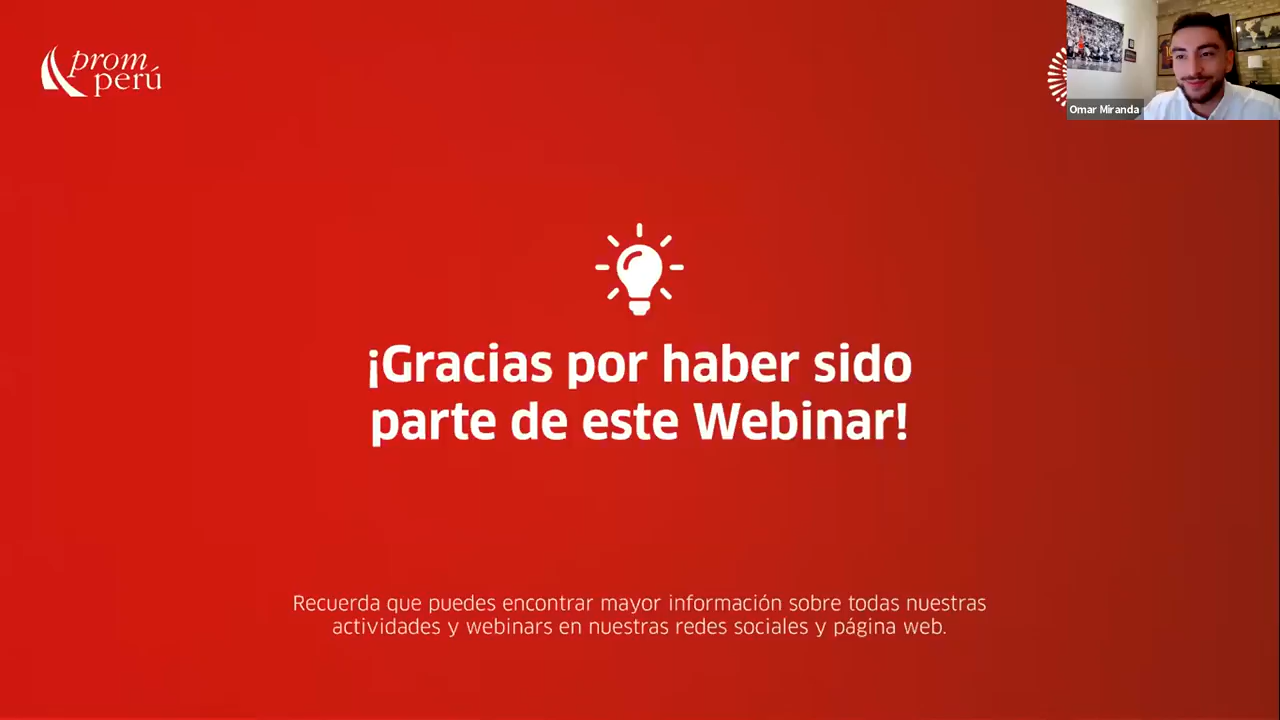 prom
perú
Omar Miranda
¡Gracias por haber sido
parte de este Webinar!
Recuerda que puedes encontrar mayor información sobre todas nuestras
actividades y webinars en nuestras redes sociales y página web.